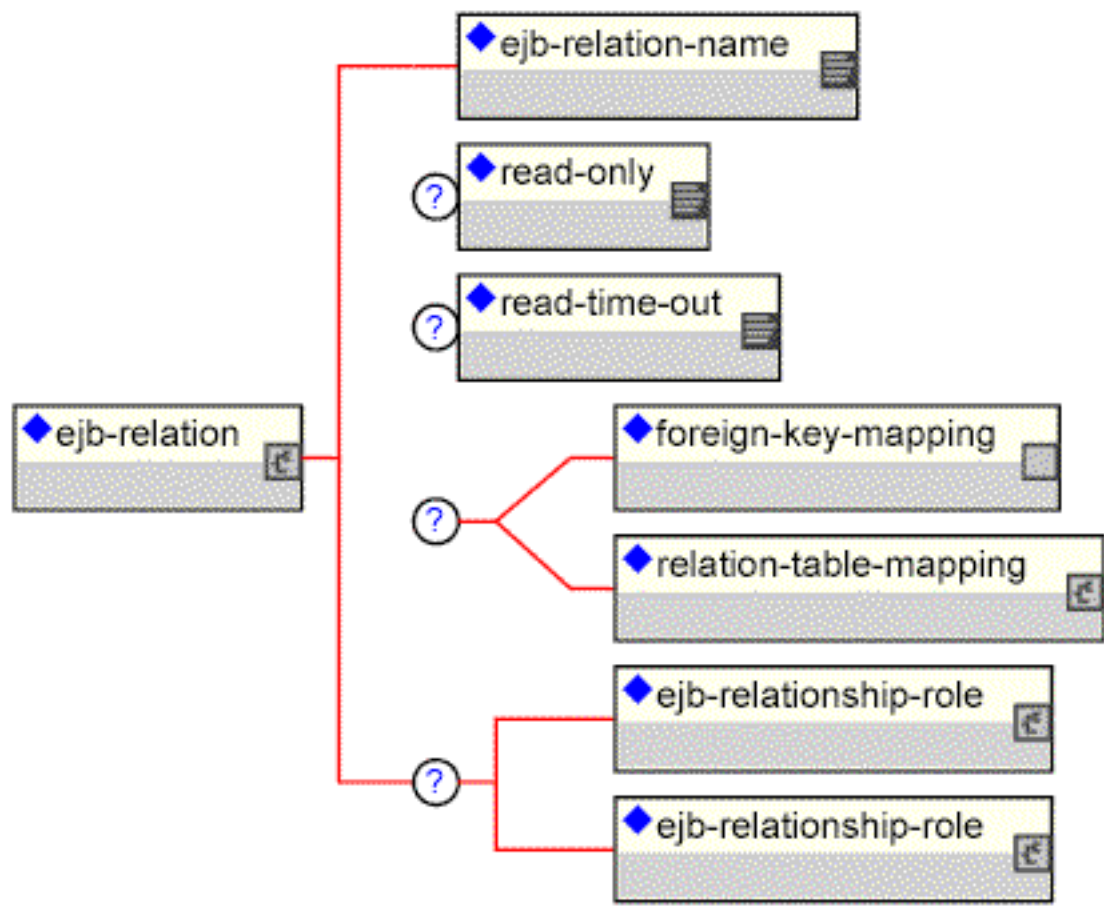 ejb-relation-name
?
read-only
?
read-time-out
ejb-relation
foreign-key-mapping
?
relation-table-mapping
ejb-relationship-role
?
ejb-relationship-role